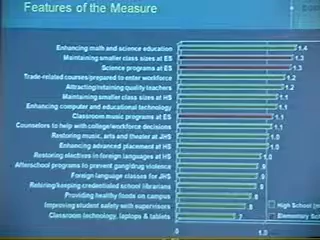 Features of the Measure
Enhancing math and science education 1.4
Maintaining smaller class sizes at ES 1.3
Science programs at ES 1.3
Trade-related courses/prepared to enter workforce 1.2
Attracting/retaining quality teachers 1.2
Maintaining smaller class sizes at HS 1.1
Enhancing computer and educational technology 1.1
Classroom music programs at ES 1.1
Counselors to help with college/workforce decisions 1.1
Restoring music, arts and theater at JHS 1.0
Enhancing advanced placement at HS 1.0
Restoring electives in foreign languages at HS 1.0
Afterschool programs to prevent gang/drug violence .9
Foreign language classes for JHS .9
Retaining/keeping credentialed school librarians .9
Providing healthy foods on campus .9
Improving student safety with supervisors .9
Classroom technology, laptops & tablets .7
High School
Elementary
.0 1.0